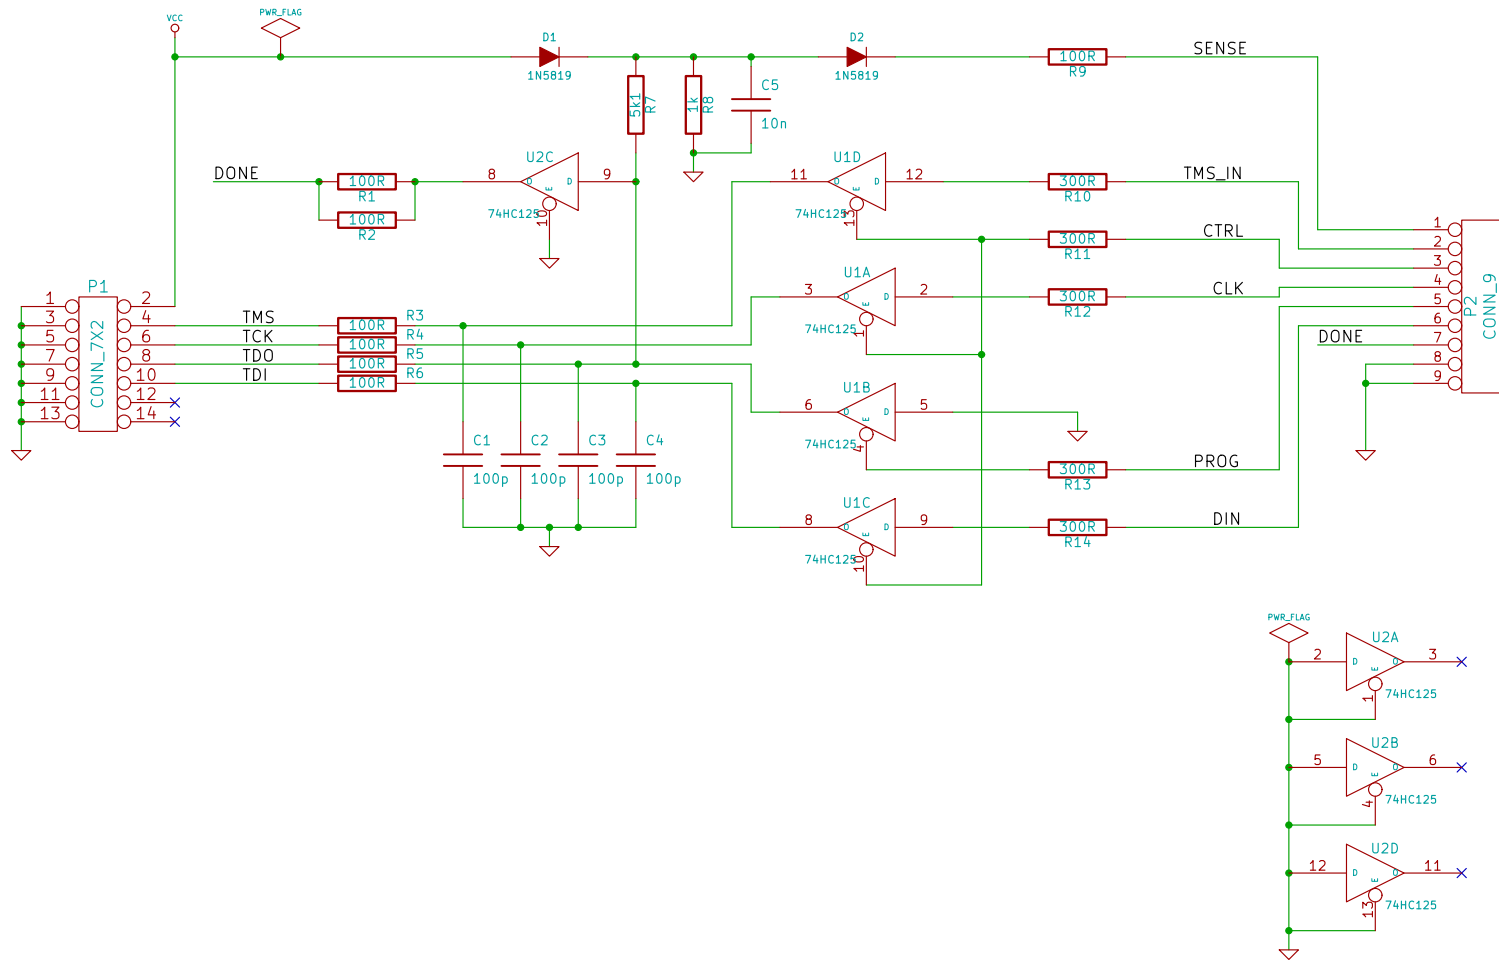 VCC
PWR_FLAG
D1
1N5819
D2
1N5819
100R
R9
SENSE
5k1
R7
1k
R8
C5
10n
DONE
100R
R1
100R
R2
8
U2C
O
D
E
9
74HC125
10
11
U1D
O
D
E
12
74HC125
13
300R
R10
TMS_IN
300R
R11
CTRL
3
U1A
O
D
E
2
74HC125
1
300R
R12
CLK
P1
CONN_7X2
1
3
5
7
9
11
13
2
4
6
8
10
12
14
TMS
TCK
TDO
TDI
100R
R3
100R
R4
100R
R5
100R
R6
C1
100p
C2
100p
C3
100p
C4
100p
6
U1B
O
D
E
5
74HC125
4
300R
R13
PROG
8
U1C
O
D
E
9
74HC125
10
300R
R14
DIN
1
2
3
4
5
6
7
8
9
DONE
P2
CONN_9
PWR_FLAG
2
U2A
D
O
E
3
74HC125
1
5
U2B
D
O
E
6
74HC125
4
12
U2D
D
O
E
11
74HC125
13